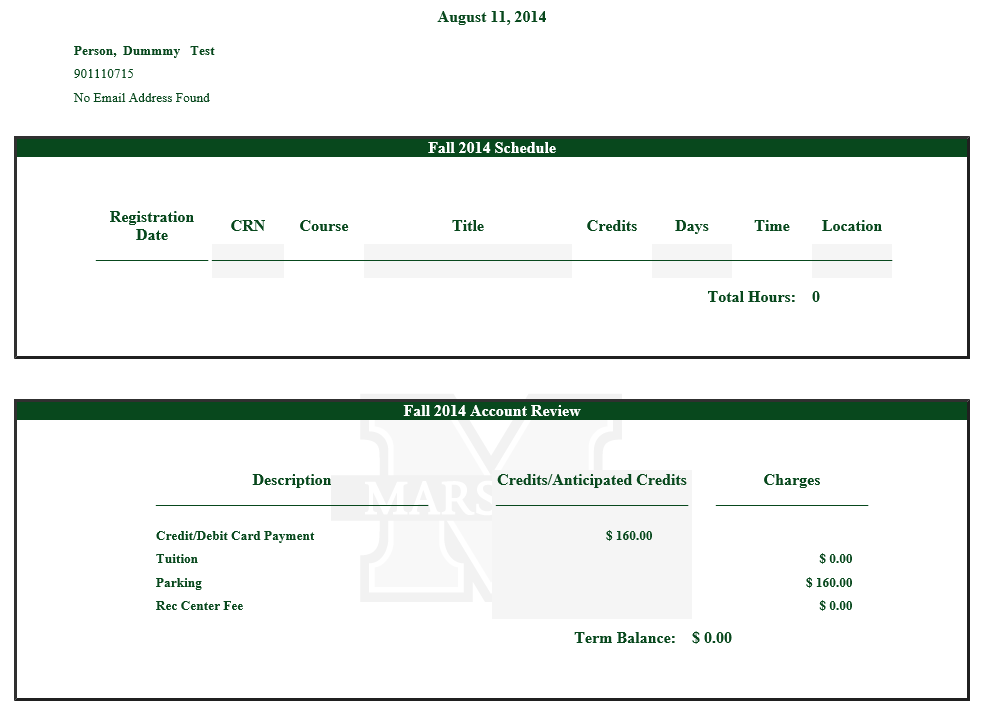 August 11, 2014
Person, Dummmy Test
901110715
No Email Address Found
Fall 2014 Schedule
Registration Date CRN Course Title Credits Days Time Location
Total Hours: 0
Fall 2014 Account Review
Description Credits/Anticipated Credits Charges
MARS
Credit/Debit Card Payment $ 160.00
Tuition $ 0.00
Parking $ 160.00
Rec Center Fee $ 0.00
Term Balance: $ 0.00